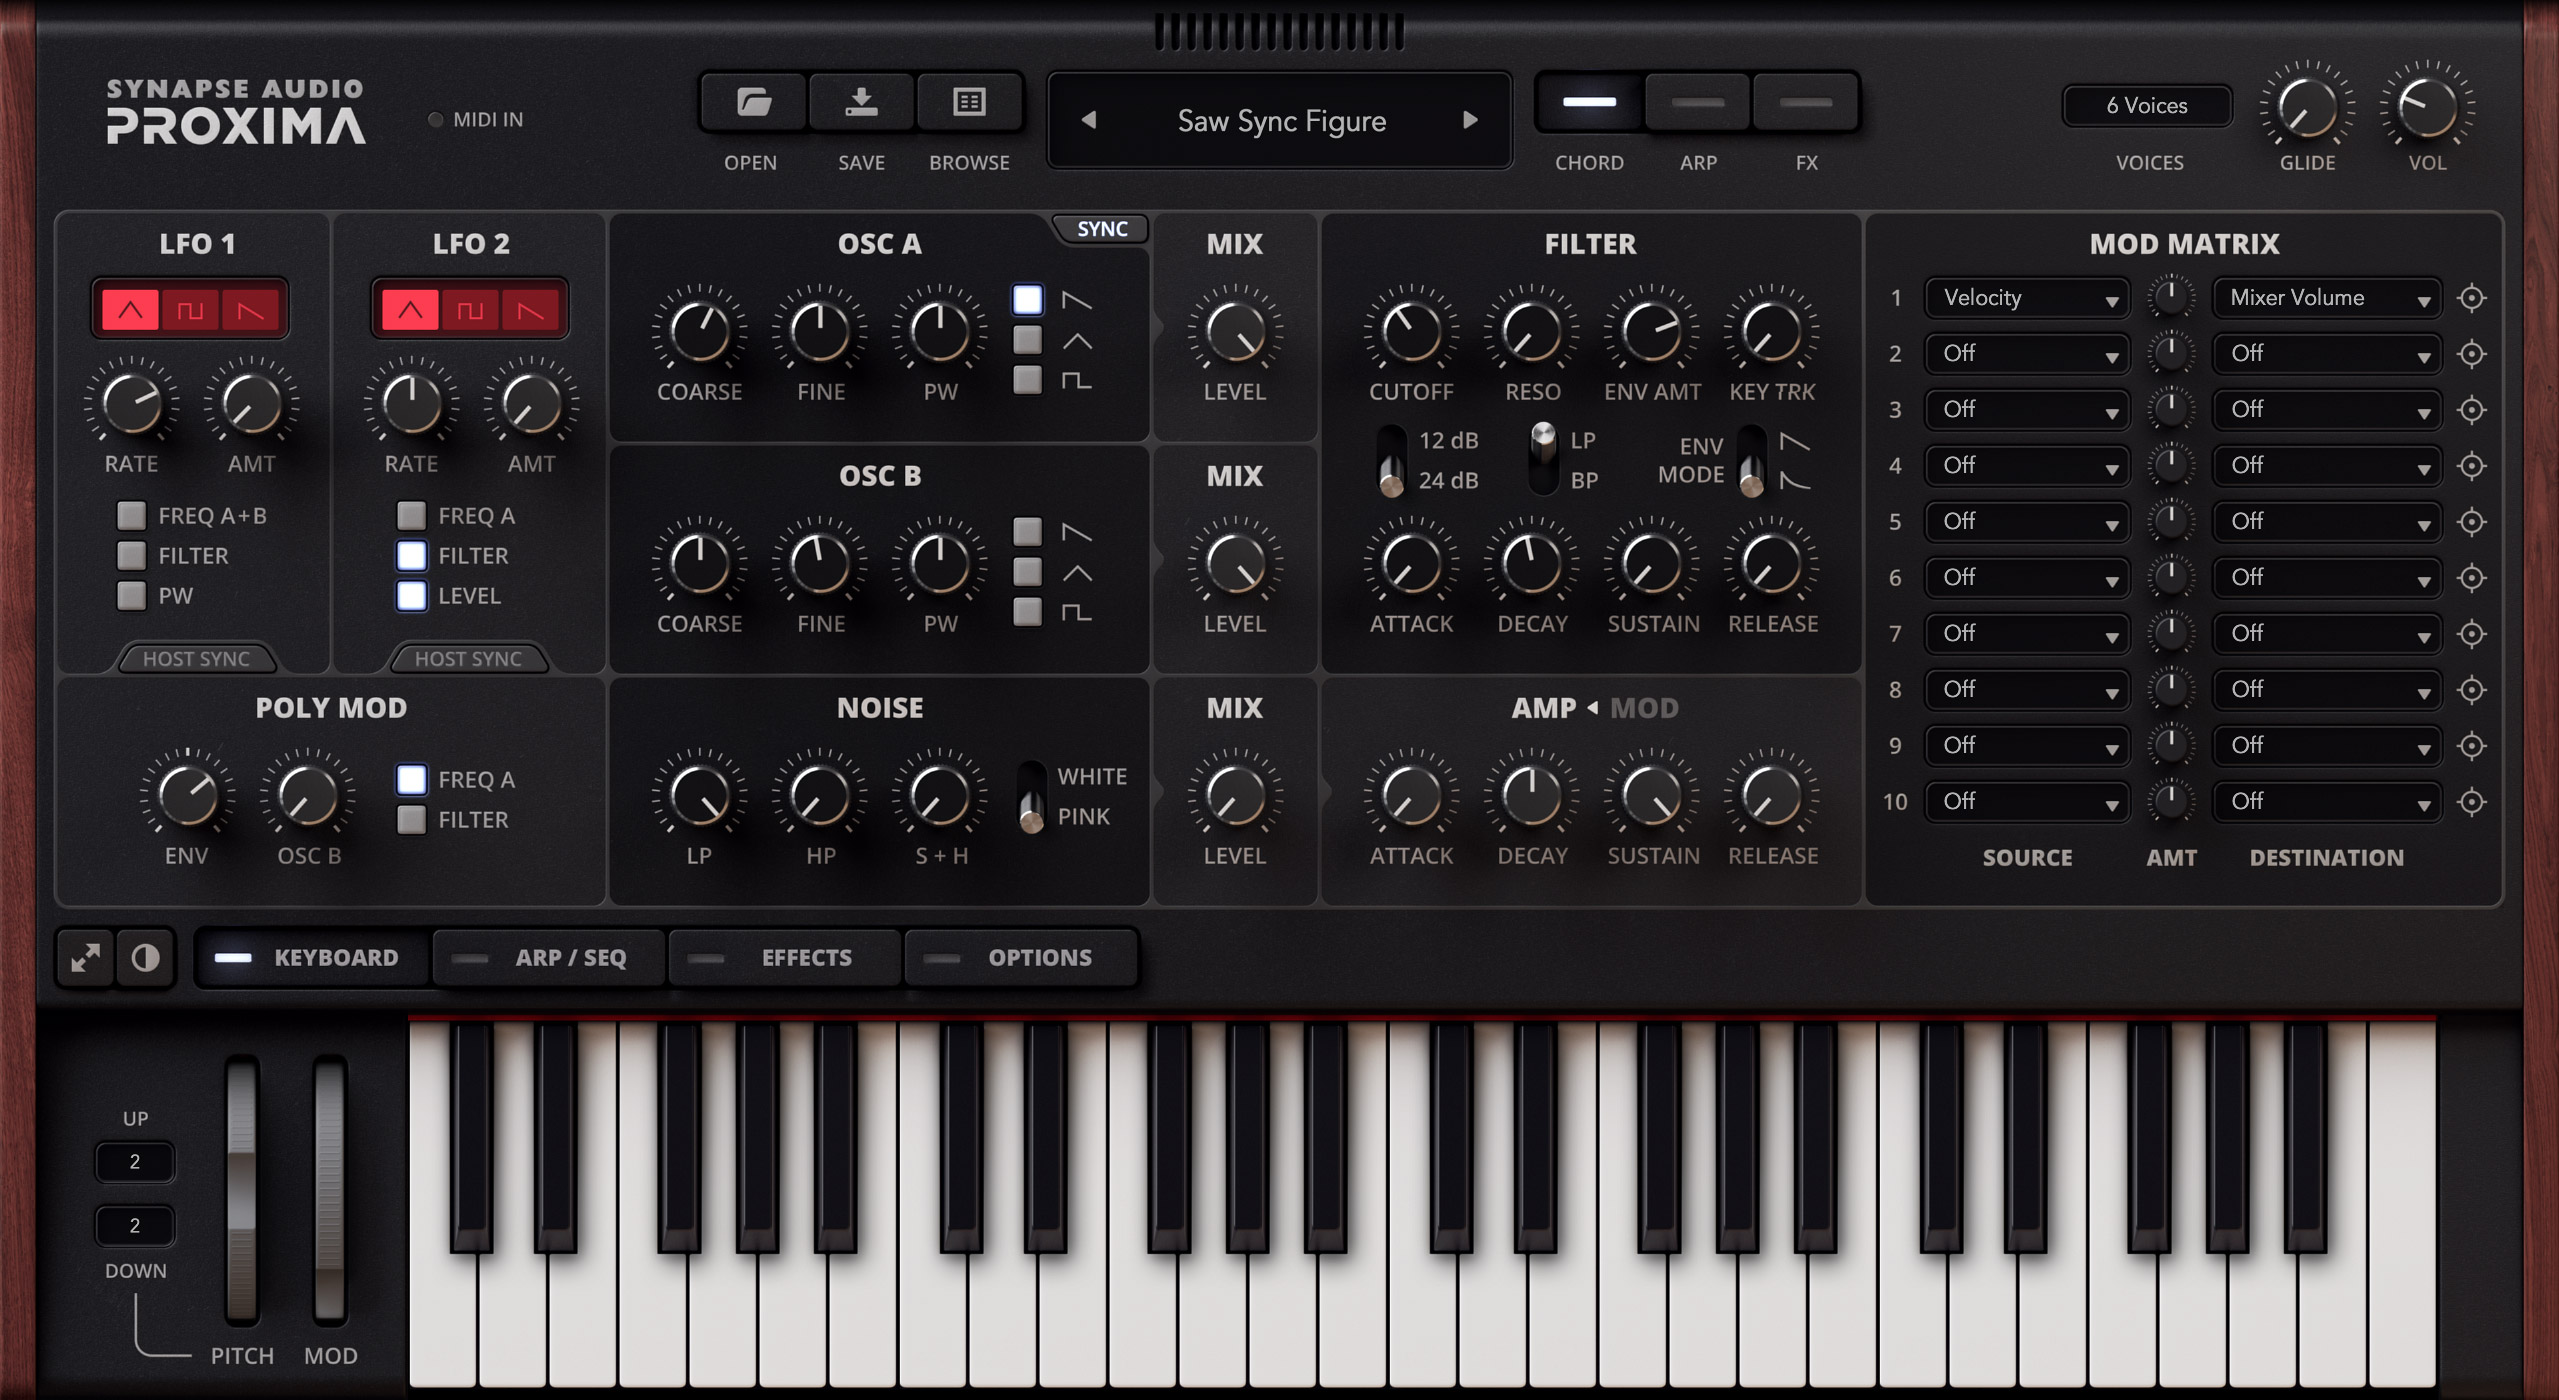 SYNAPSE AUDIO
PROXIMA
MIDI IN
OPEN
SAVE
BROWSE
Saw Sync Figure
CHORD
ARP
FX
6 Voices
VOICES
GLIDE
VOL
LFO 1
RATE
AMT
FREQ A+B
FILTER
PW
HOST SYNC
LFO 2
RATE
AMT
FREQ A
FILTER
LEVEL
HOST SYNC
POLY MOD
ENV
OSC B
FREQ A
FILTER
OSC A
SYNC
COARSE
FINE
PW
MIX
LEVEL
OSC B
COARSE
FINE
PW
MIX
LEVEL
NOISE
LP
HP
S + H
WHITE
PINK
MIX
LEVEL
FILTER
CUTOFF
RESO
ENV AMT
KEY TRK
12 dB
24 dB
LP
BP
ENV
MODE
ATTACK
DECAY
SUSTAIN
RELEASE
AMP MOD
ATTACK
DECAY
SUSTAIN
RELEASE
MOD MATRIX
1 Velocity Mixer Volume
2 Off Off
3 Off Off
4 Off Off
5 Off Off
6 Off Off
7 Off Off
8 Off Off
9 Off Off
10 Off Off
SOURCE AMT DESTINATION
KEYBOARD
ARP / SEQ
EFFECTS
OPTIONS
UP
2
2
DOWN
PITCH
MOD